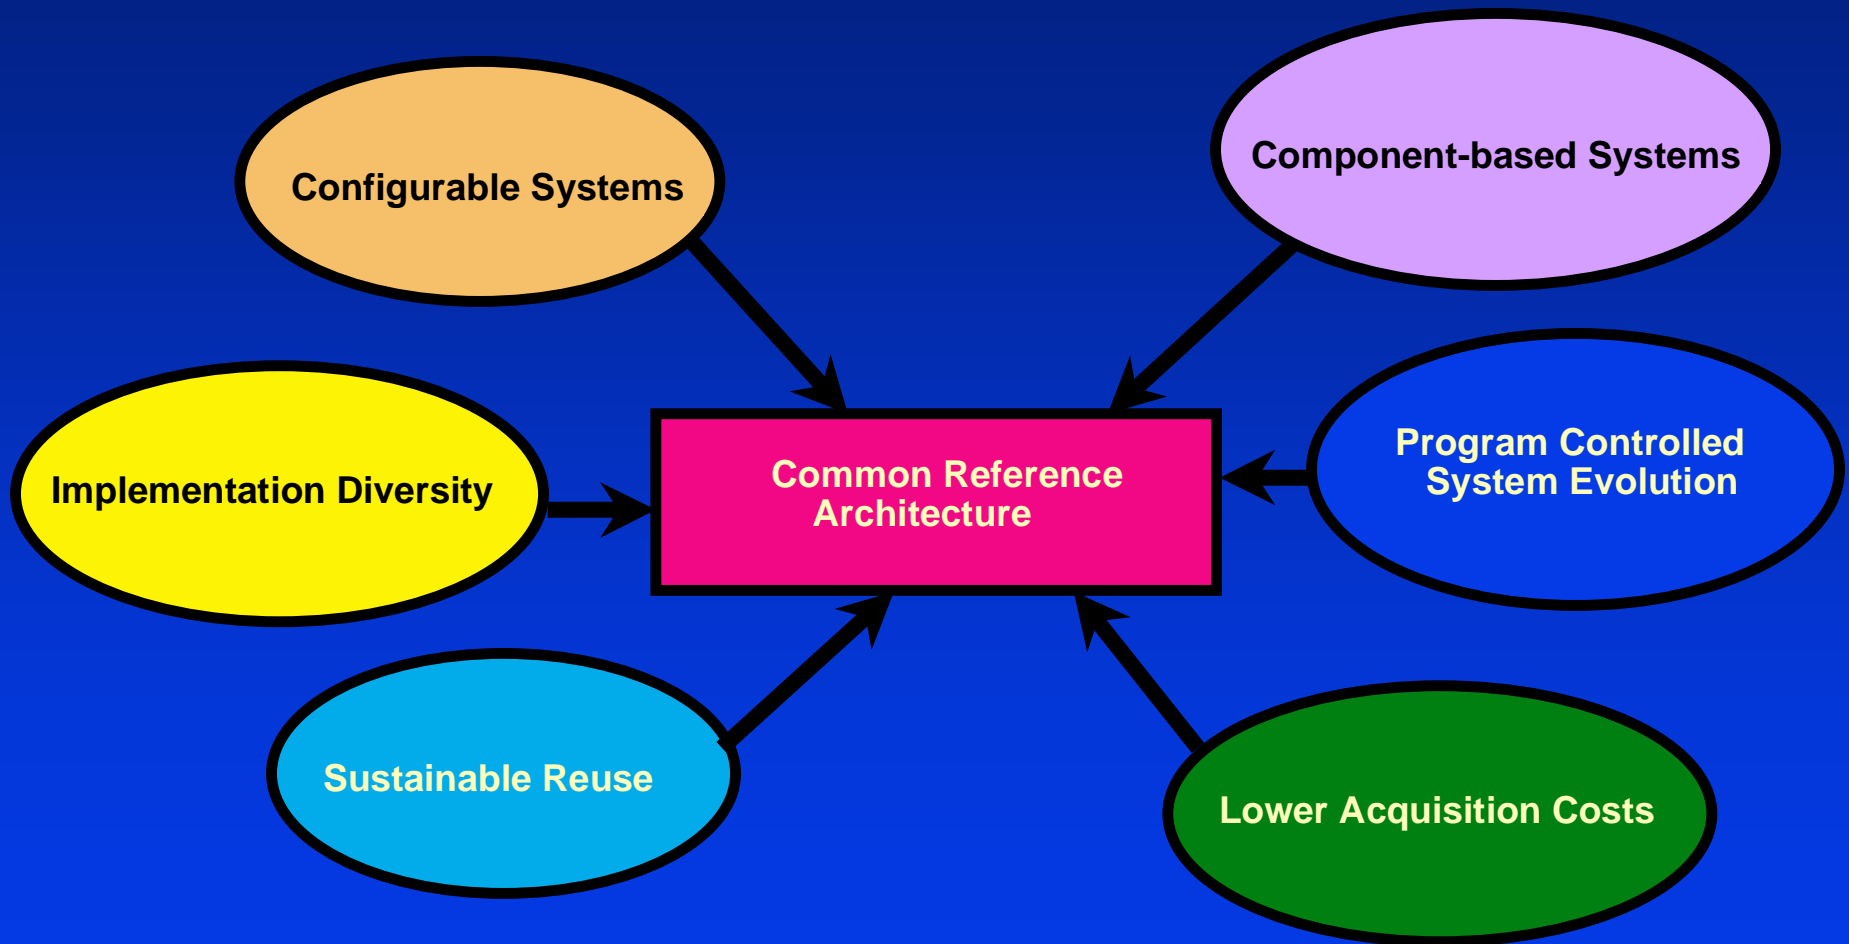 Configurable Systems
Component-based Systems
Implementation Diversity
Common Reference
Architecture
Program Controlled
System Evolution
Sustainable Reuse
Lower Acquisition Costs